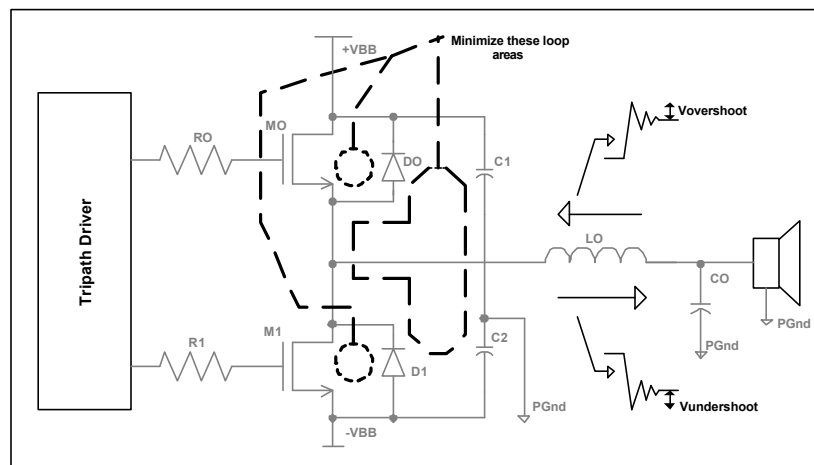 +VBB
Minimize these loop
areas
Vovershoot
MO
RO
DO
C1
Tripath Driver
LO
CO
PGnd
M1
R1
C2
D1
PGnd
PGnd
Vundershoot
-VBB